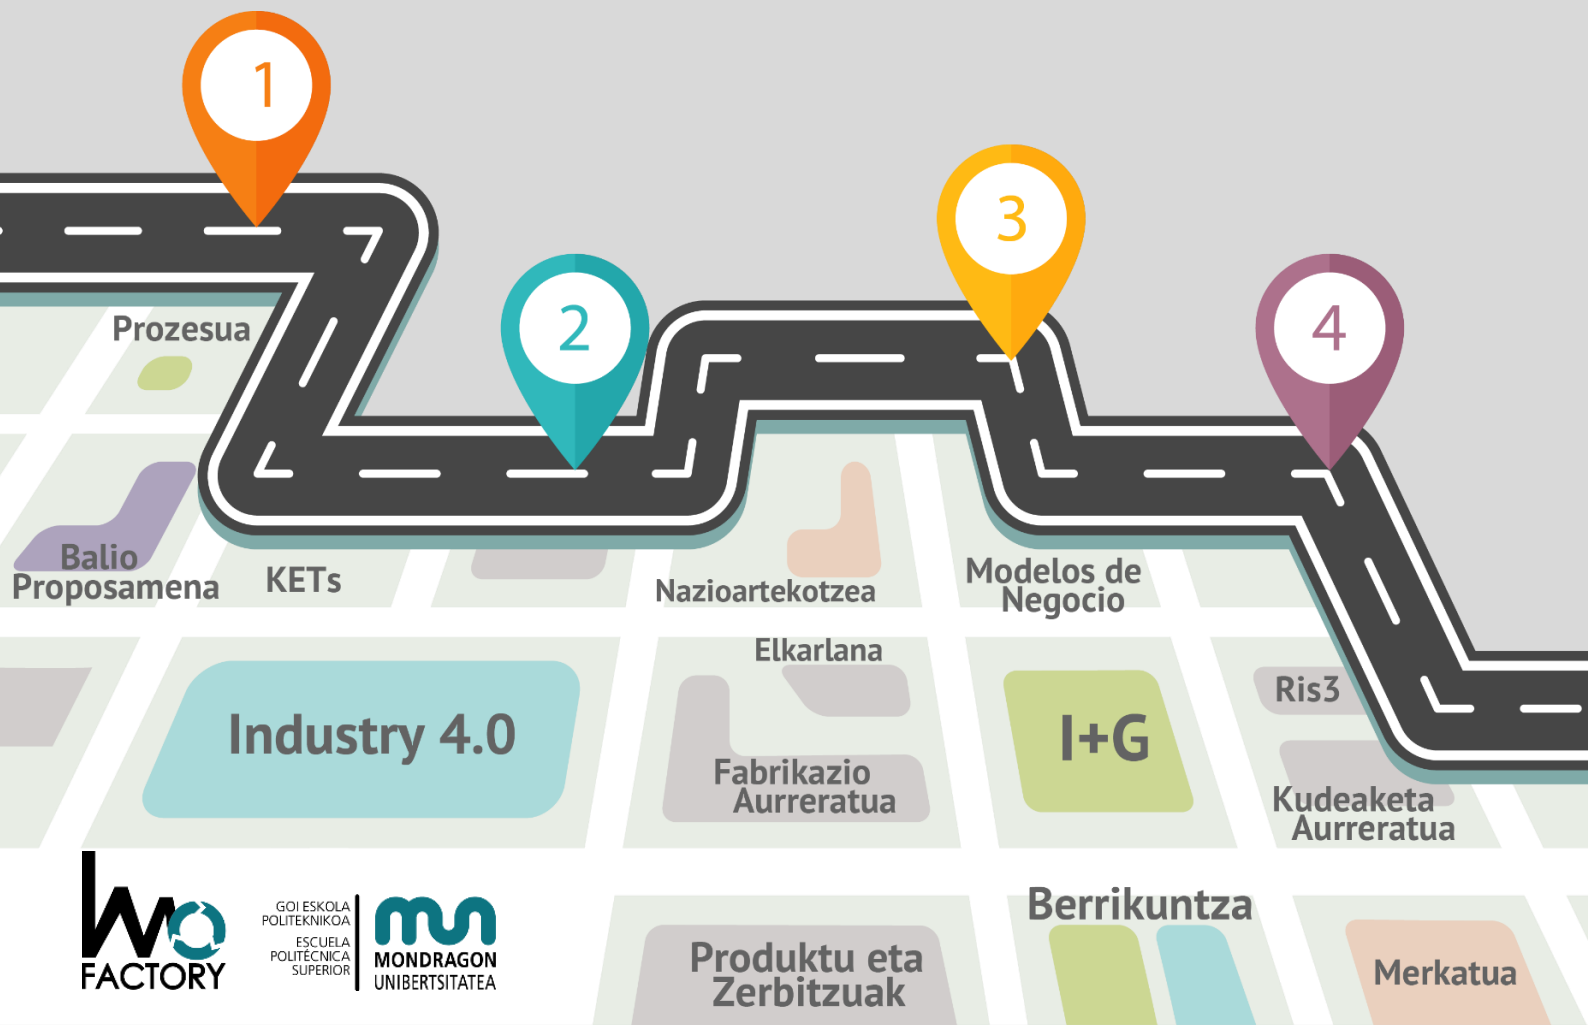 1
3
2
4
Prozesua
Balio
Proposamena
KETs
Nazioartekotzea
Modelos de
Negocio
Elkarlana
Industry 4.0
Fabrikazio
Aurreratua
I+G
Ris3
Kudeaketa
Aurreratua
FACTORY
GOI ESKOLA
POLITEKNIKOA
ESCUELA
POLITÉCNICA
SUPERIOR
mun
MONDRAGON
UNIBERTSITATEA
Berrikuntza
Produktu eta
Zerbitzuak
Merkatua